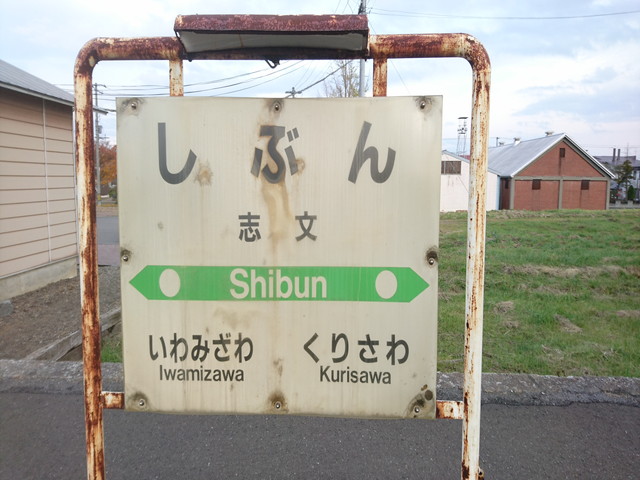 しぶん
志文
Shibun
いわみざわ くりさわ
Iwamizawa Kurisawa